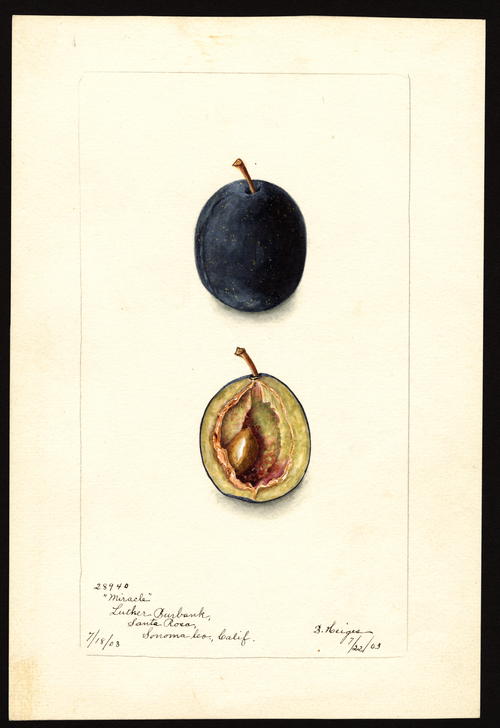 28940
"Miracle"
Luther Burbank,
Santa Rosa,
Sonoma Co., Calif.
7/18/03
B. Heiges
7/22/03